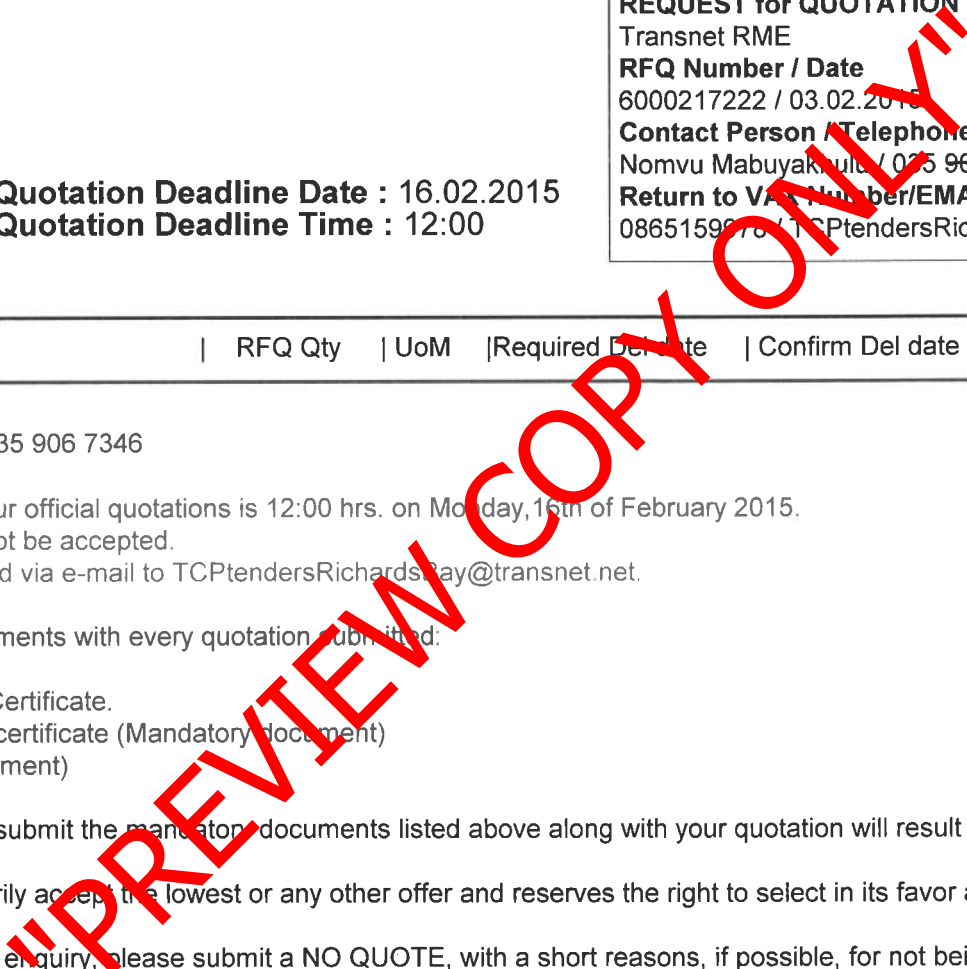 REQUEST for QUOTATION
Transnet RME
RFQ Number / Date
6000217222 / 03.02.2015
Contact Person / Telephone
Nomvu Mabuyakhulu / 035 90
Quotation Deadline Date : 16.02.2015
Return to VAX Number/EMA
Quotation Deadline Time : 12:00
/ TCPtendersRic
| RFQ Qty | UoM |Required Del date | Confirm Del date
35 906 7346
ur official quotations is 12:00 hrs. on Monday,16th of February 2015.
ot be accepted.
d via e-mail to TCPtendersRichardsBay@transnet.net.
ments with every quotation submitted:
Certificate.
certificate (Mandatory document)
ment)
submit the mandatory documents listed above along with your quotation will result
rily accept the lowest or any other offer and reserves the right to select in its favor a
enquiry, please submit a NO QUOTE, with a short reasons, if possible, for not bei
"PREVIEW COPY ONLY"